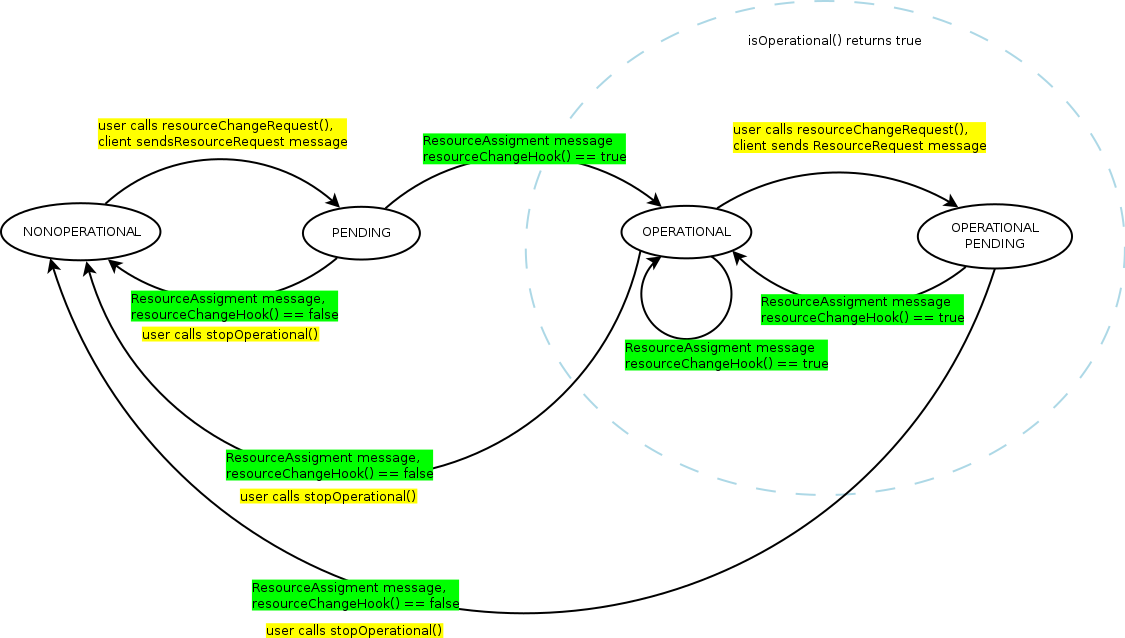 isOperational() returns true
user calls resourceChangeRequest(),
client sendsResourceRequest message
ResourceAssigment message
resourceChangeHook() == true
user calls resourceChangeRequest(),
client sends ResourceRequest message
NONOPERATIONAL
PENDING
OPERATIONAL
OPERATIONAL
PENDING
ResourceAssigment message,
resourceChangeHook() == false
user calls stopOperational()
ResourceAssigment message
resourceChangeHook() == true
ResourceAssigment message
resourceChangeHook() == true
ResourceAssigment message,
resourceChangeHook() == false
user calls stopOperational()
ResourceAssigment message,
resourceChangeHook() == false
user calls stopOperational()